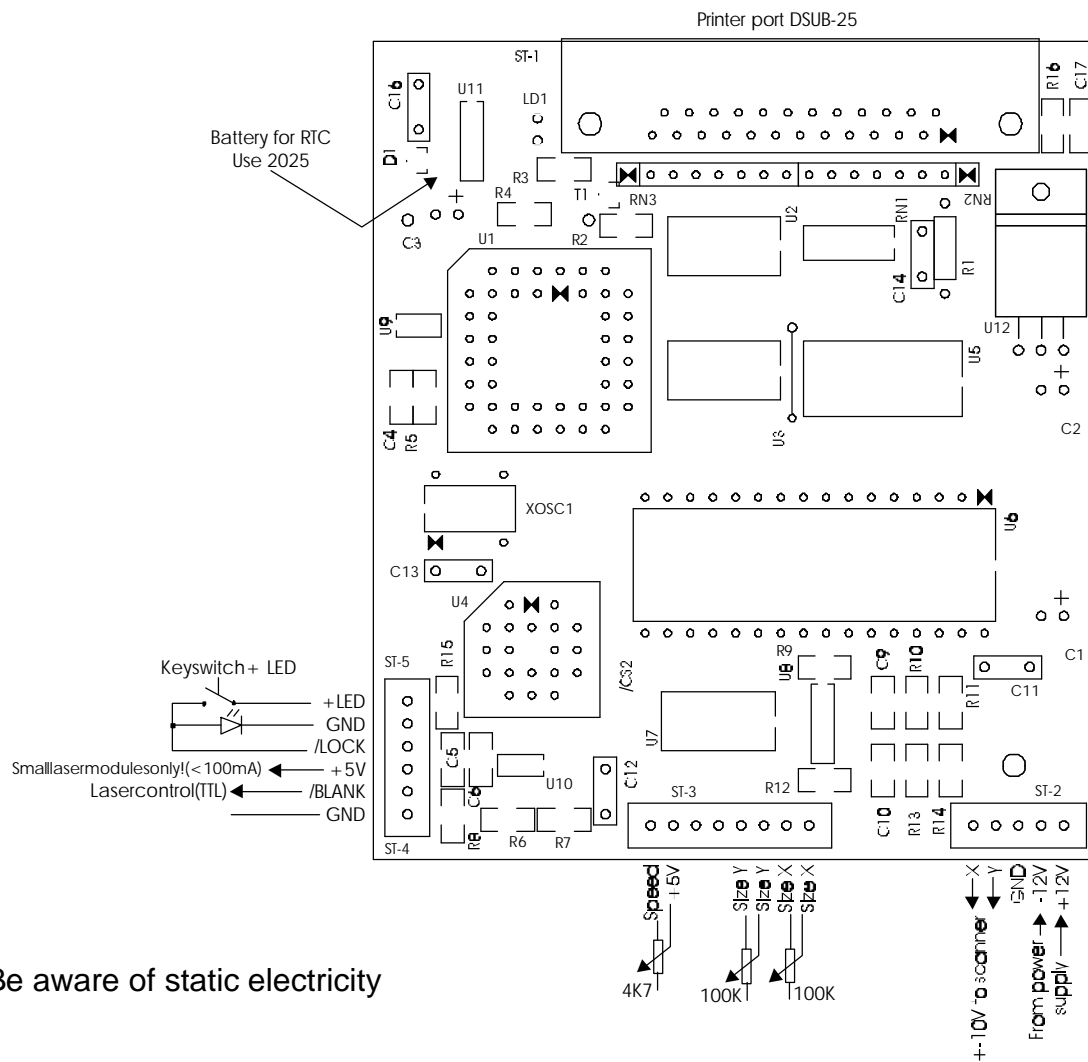 Printer port DSUB-25
ST-1
C16
U11
LD1
R16
C17
Battery for RTC
Use 2025
D1
R3
R4
T1
RN3
RN1
RN2
C3
U1
R2
U2
C14
R1
U12
U9
U5
C4
R5
U3
C2
XOSC1
U6
C13
U4
C1
ST-5
R15
/CS2
R9
U8
C9
R10
R11
C11
Keyswitch + LED
+LED
GND
/LOCK
Smalllasermodulesonly!(<100mA)
+5V
Lasercontrol(TTL)
/BLANK
GND
C5
C6
U10
C12
U7
R12
ST-3
ST-2
R8
R6
R7
C10
R13
R14
ST-4
Speed
+5V
Size Y
Size Y
Size X
Size X
X
Y
GND
-12V
+12V
4K7
100K
100K
+-10V to scanner
From power
supply
Be aware of static electricity